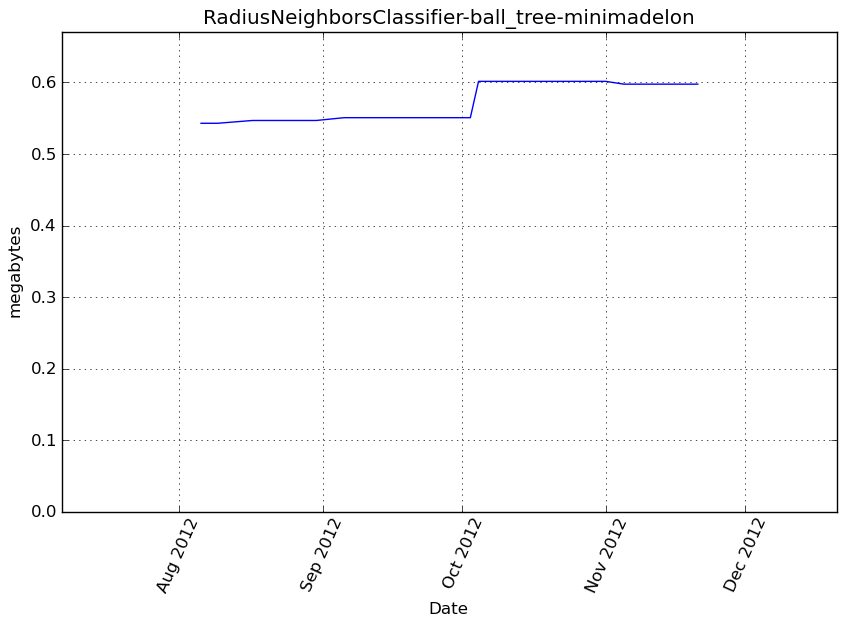 RadiusNeighborsClassifier-ball_tree-minimadelon
0.6
0.5
0.4
0.3
0.2
0.1
0.0
megabytes
Aug 2012
Sep 2012
Oct 2012
Nov 2012
Dec 2012
Date